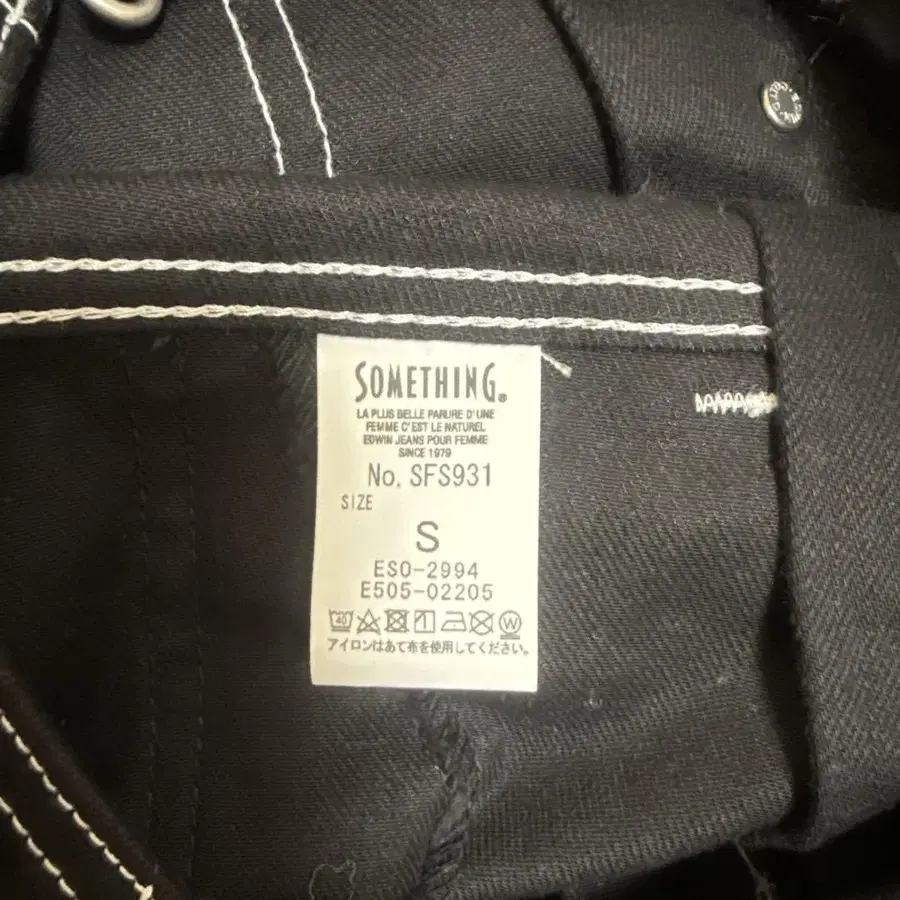 SOMETHING®
LA PLUS BELLE PARURE D'UNE
FEMME C'EST LE NATUREL
EDWIN JEANS POUR FEMME
SINCE 1979
No. SFS931
SIZE
S
ESO-2994
E505-02205
40 W
アイロンはあて布を使用してください。